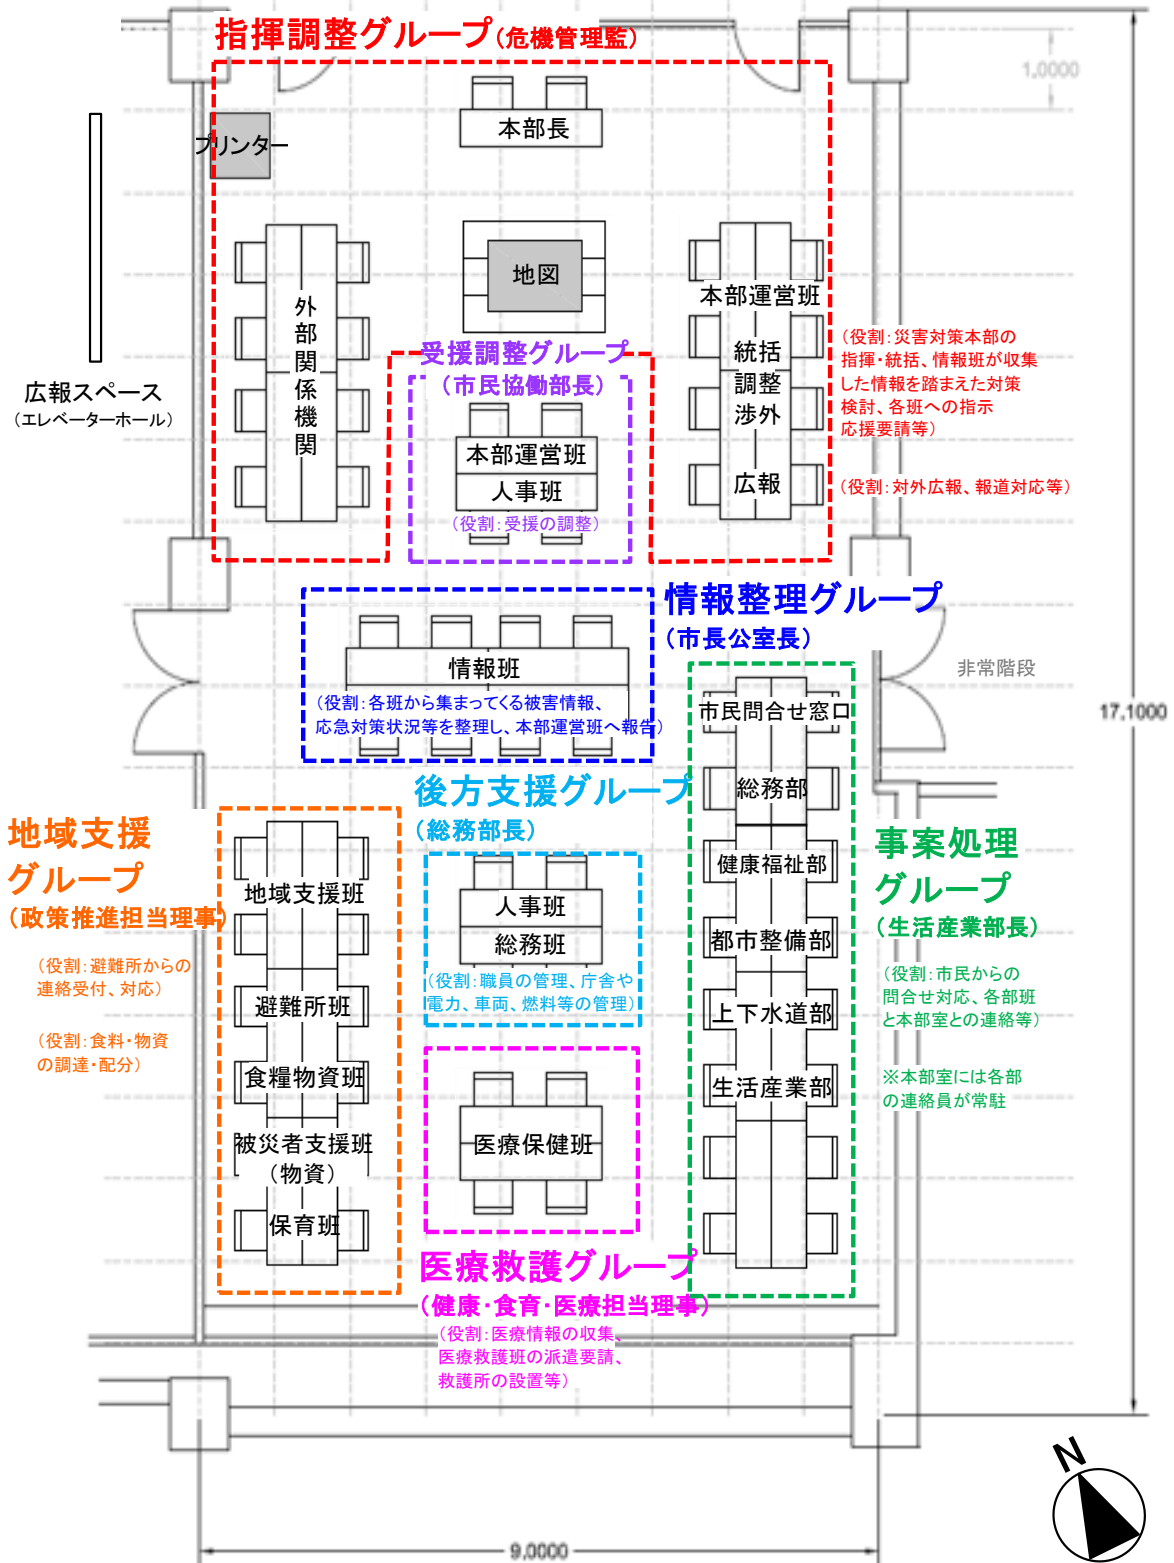 指揮調整グループ(危機管理監)
1.0000
本部長
プリンター
地図
外部関係機関
本部運営班
統括
調整
渉外
広報
(役割:災害対策本部の
指揮・統括、情報班が収集
した情報を踏まえた対策
検討、各班への指示
応援要請等)
(役割:対外広報、報道対応等)
広報スペース
(エレベーターホール)
受援調整グループ
(市民協働部長)
本部運営班
人事班
(役割:受援の調整)
情報整理グループ
(市長公室長)
情報班
(役割:各班から集まってくる被害情報、
応急対策状況等を整理し、本部運営班へ報告)
非常階段
17.1000
市民問合せ窓口
総務部
健康福祉部
都市整備部
上下水道部
生活産業部
後方支援グループ
(総務部長)
人事班
総務班
(役割:職員の管理、庁舎や
電力、車両、燃料等の管理)
地域支援
グループ
(政策推進担当理事)
(役割:避難所からの
連絡受付、対応)
(役割:食料・物資
の調達・配分)
地域支援班
避難所班
食糧物資班
被災者支援班
(物資)
保育班
事案処理
グループ
(生活産業部長)
(役割:市民からの
問合せ対応、各部班
と本部室との連絡等)
※本部室には各部
の連絡員が常駐
医療保健班
医療救護グループ
(健康・食育・医療担当理事)
(役割:医療情報の収集、
医療救護班の派遣要請、
救護所の設置等)
N
9.0000